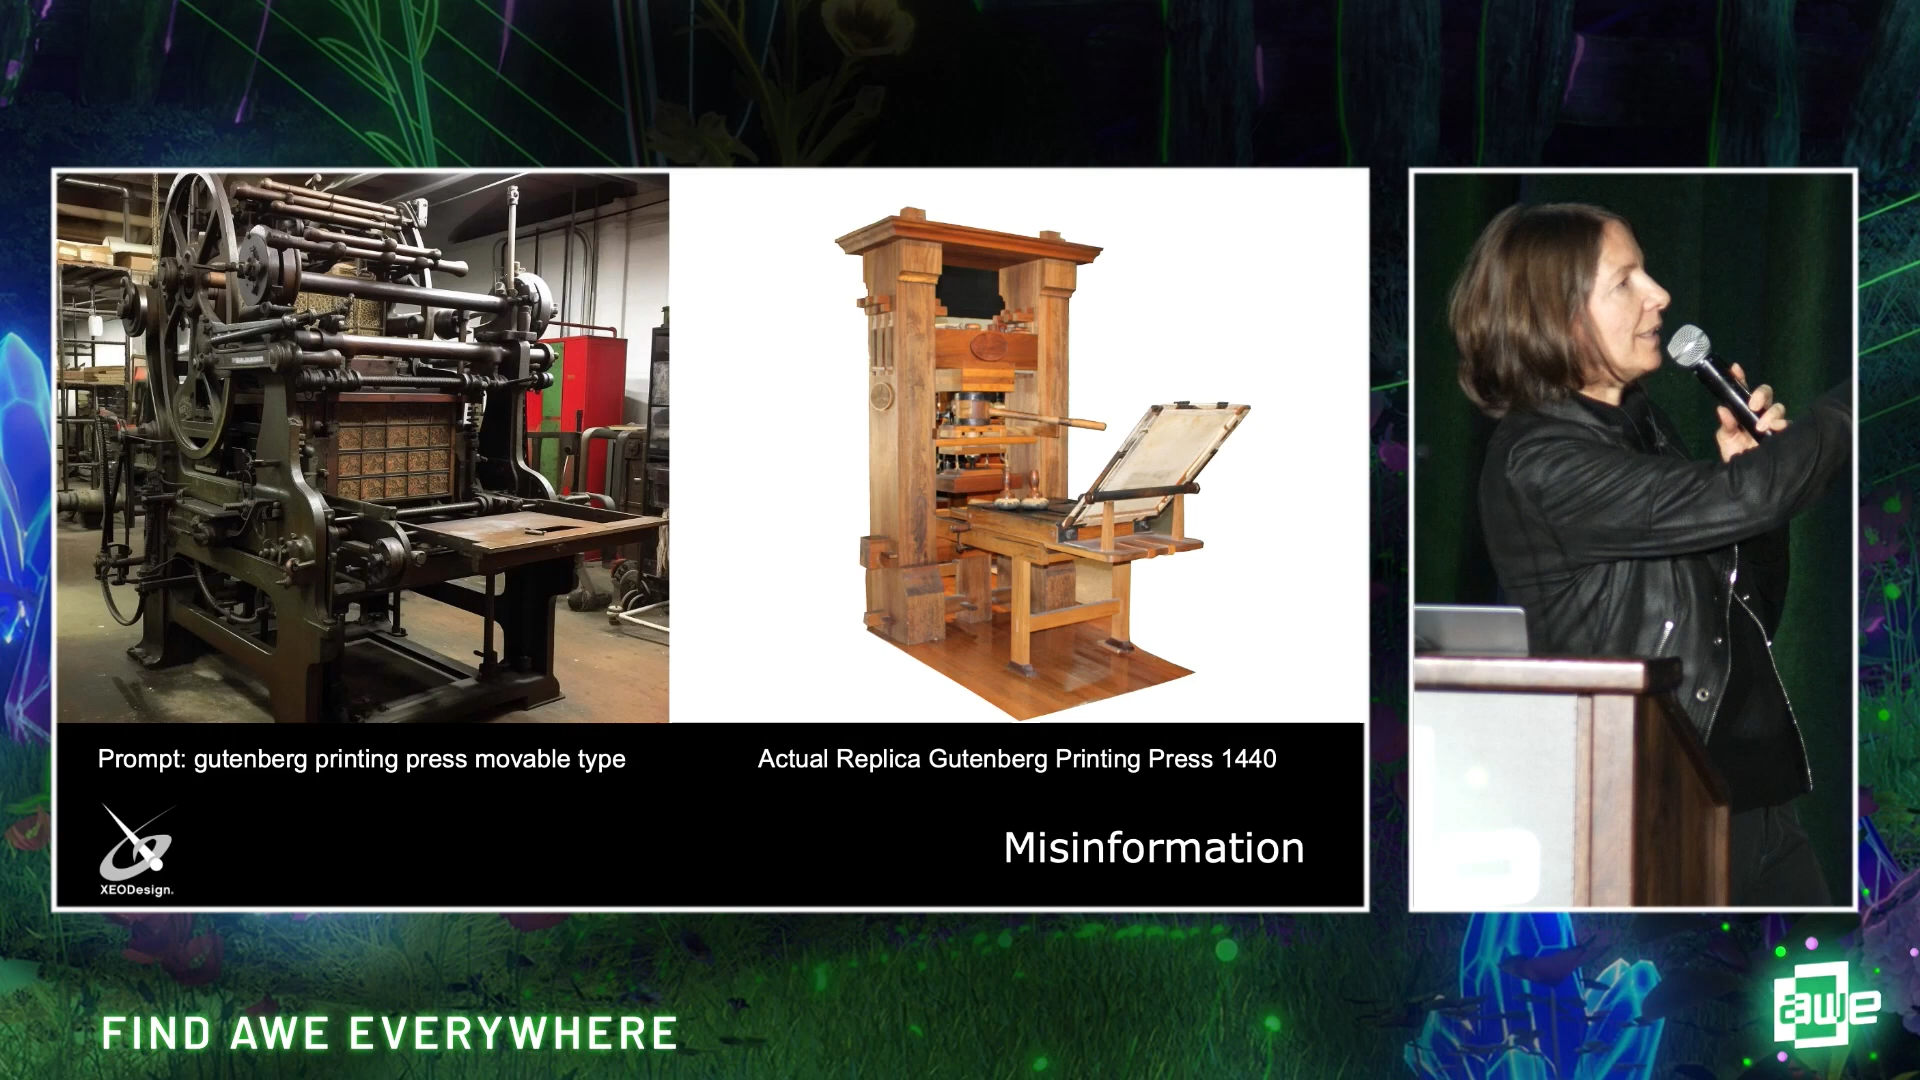 Prompt: gutenberg printing press movable type
Actual Replica Gutenberg Printing Press 1440
Misinformation
XEODesign.
FIND AWE EVERYWHERE
awe